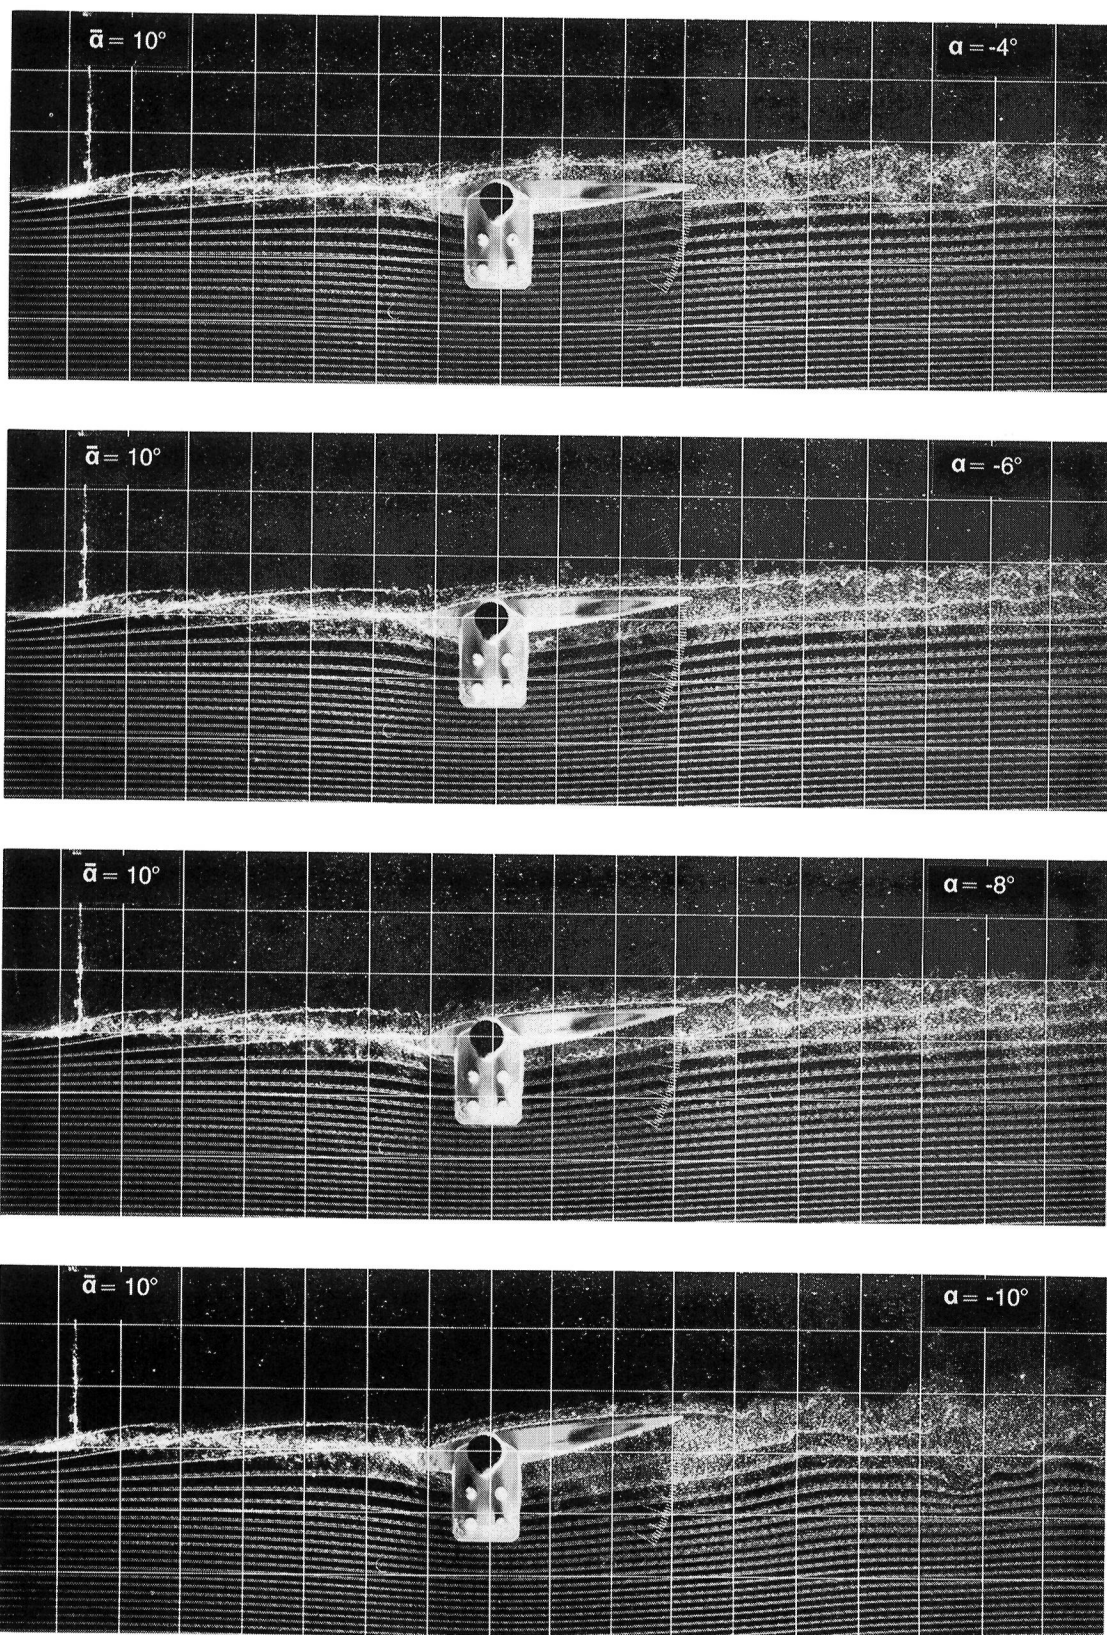 ᾱ = 10°
α = -4°
ᾱ = 10°
α = -6°
ᾱ = 10°
α = -8°
ᾱ = 10°
α = -10°